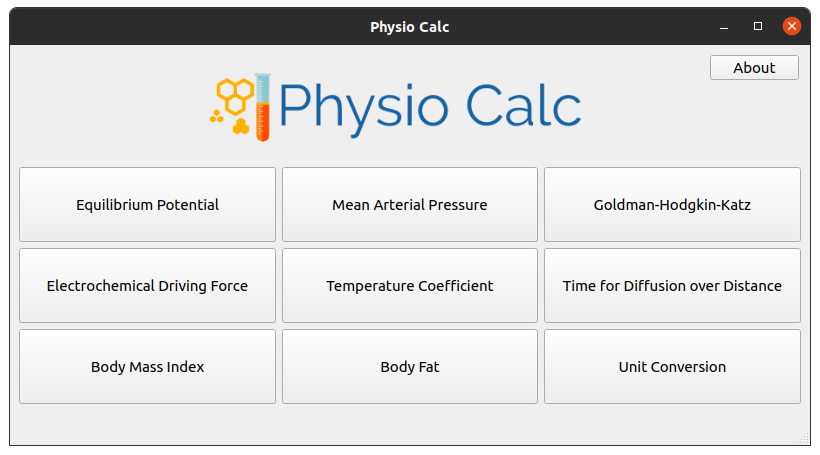 Physio Calc
About
Physio Calc
Equilibrium Potential
Mean Arterial Pressure
Goldman-Hodgkin-Katz
Electrochemical Driving Force
Temperature Coefficient
Time for Diffusion over Distance
Body Mass Index
Body Fat
Unit Conversion